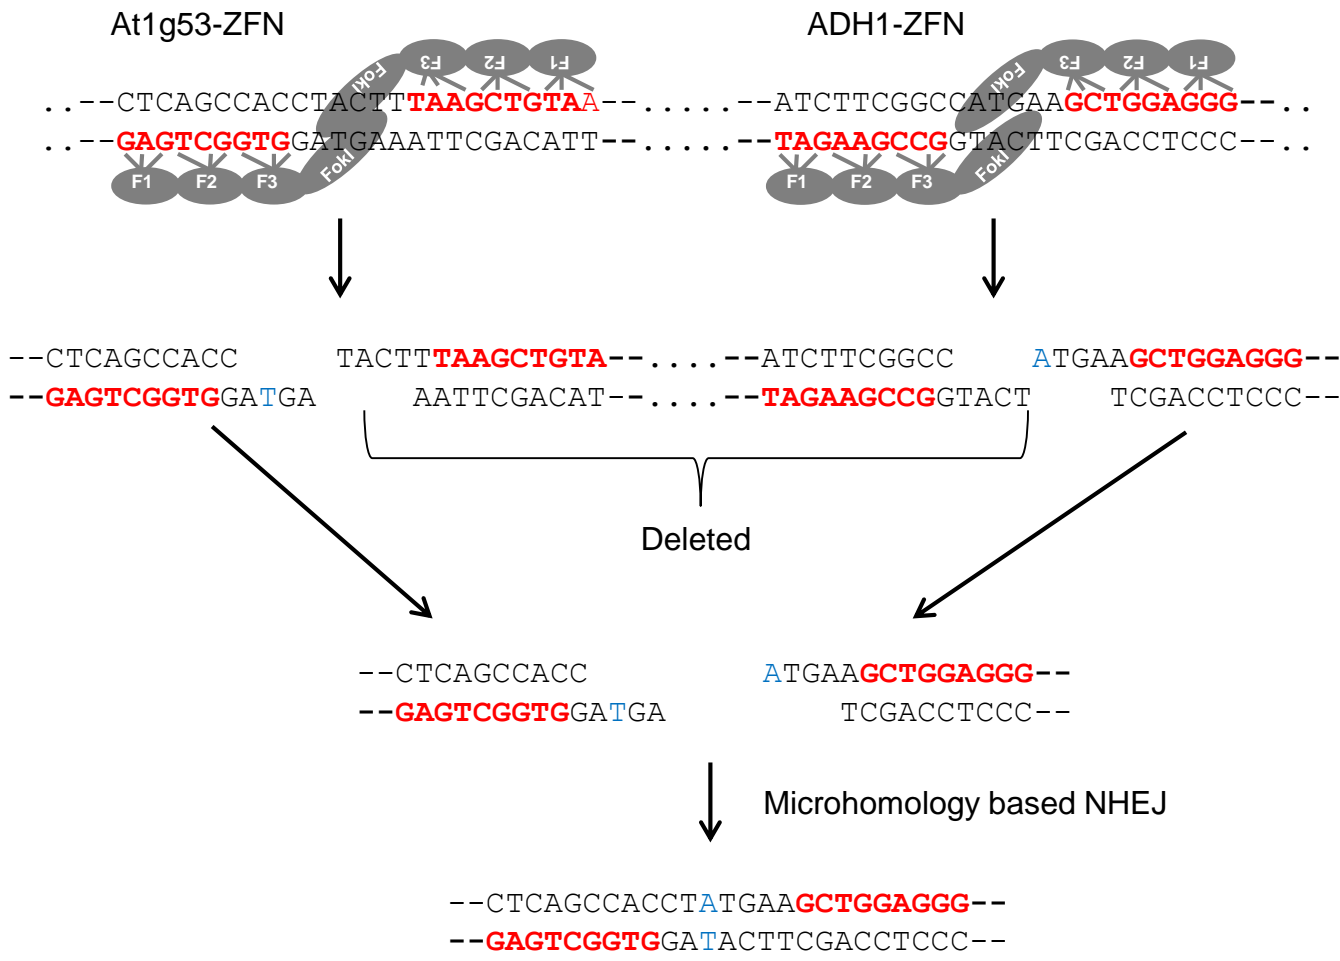 At1g53-ZFN ADH1-ZFN
FokI F3 F2 F1 FokI F3 F2 F1
..--CTCAGCCACCTACTTTAAGCTGTAA--.....--ATCTTCGGCCATGAAGCTGGAGGG--..
..--GAGTCGGTGGATGAAATTCGACATT--.....--TAGAAGCCGGTACTTCGACCTCCC--..
F1 F2 F3 FokI F1 F2 F3 FokI
--CTCAGCCACC TACTTTAAGCTGTA--....--ATCTTCGGCC ATGAAGCTGGAGGG--
--GAGTCGGTGGATGA AATTCGACAT--....--TAGAAGCCGGTACT TCGACCTCCC--
Deleted
--CTCAGCCACC ATGAAGCTGGAGGG--
--GAGTCGGTGGATGA TCGACCTCCC--
Microhomology based NHEJ
--CTCAGCCACCTATGAAGCTGGAGGG--
--GAGTCGGTGGATACTTCGACCTCCC--